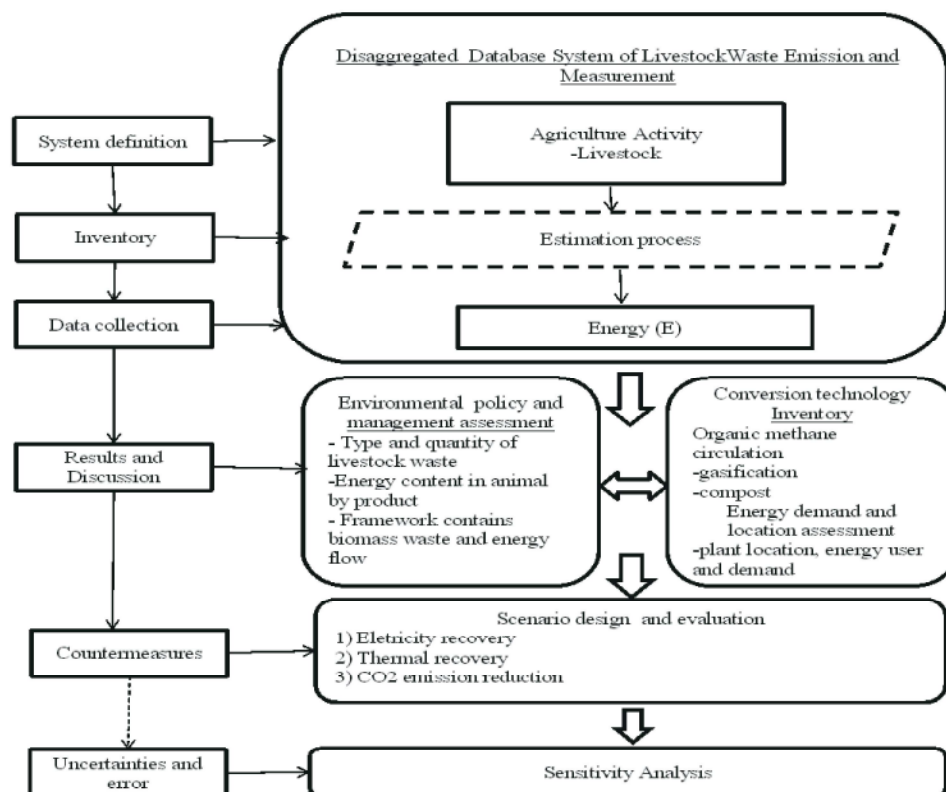 Disaggregated Database System of LivestockWaste Emission and
Measurement
System definition
Agriculture Activity
-Livestock
Inventory
Estimation process
Data collection
Energy (E)
Results and
Discussion
Environmental policy and
management assessment
- Type and quantity of
livestock waste
-Energy content in animal
by product
- Framework contains
biomass waste and energy
flow
Conversion technology
Inventory
Organic methane
circulation
-gasification
-compost
Energy demand and
location assessment
-plant location, energy user
and demand
Countermeasures
Scenario design and evaluation
1) Eletricity recovery
2) Thermal recovery
3) CO2 emission reduction
Uncertainties and
error
Sensitivity Analysis